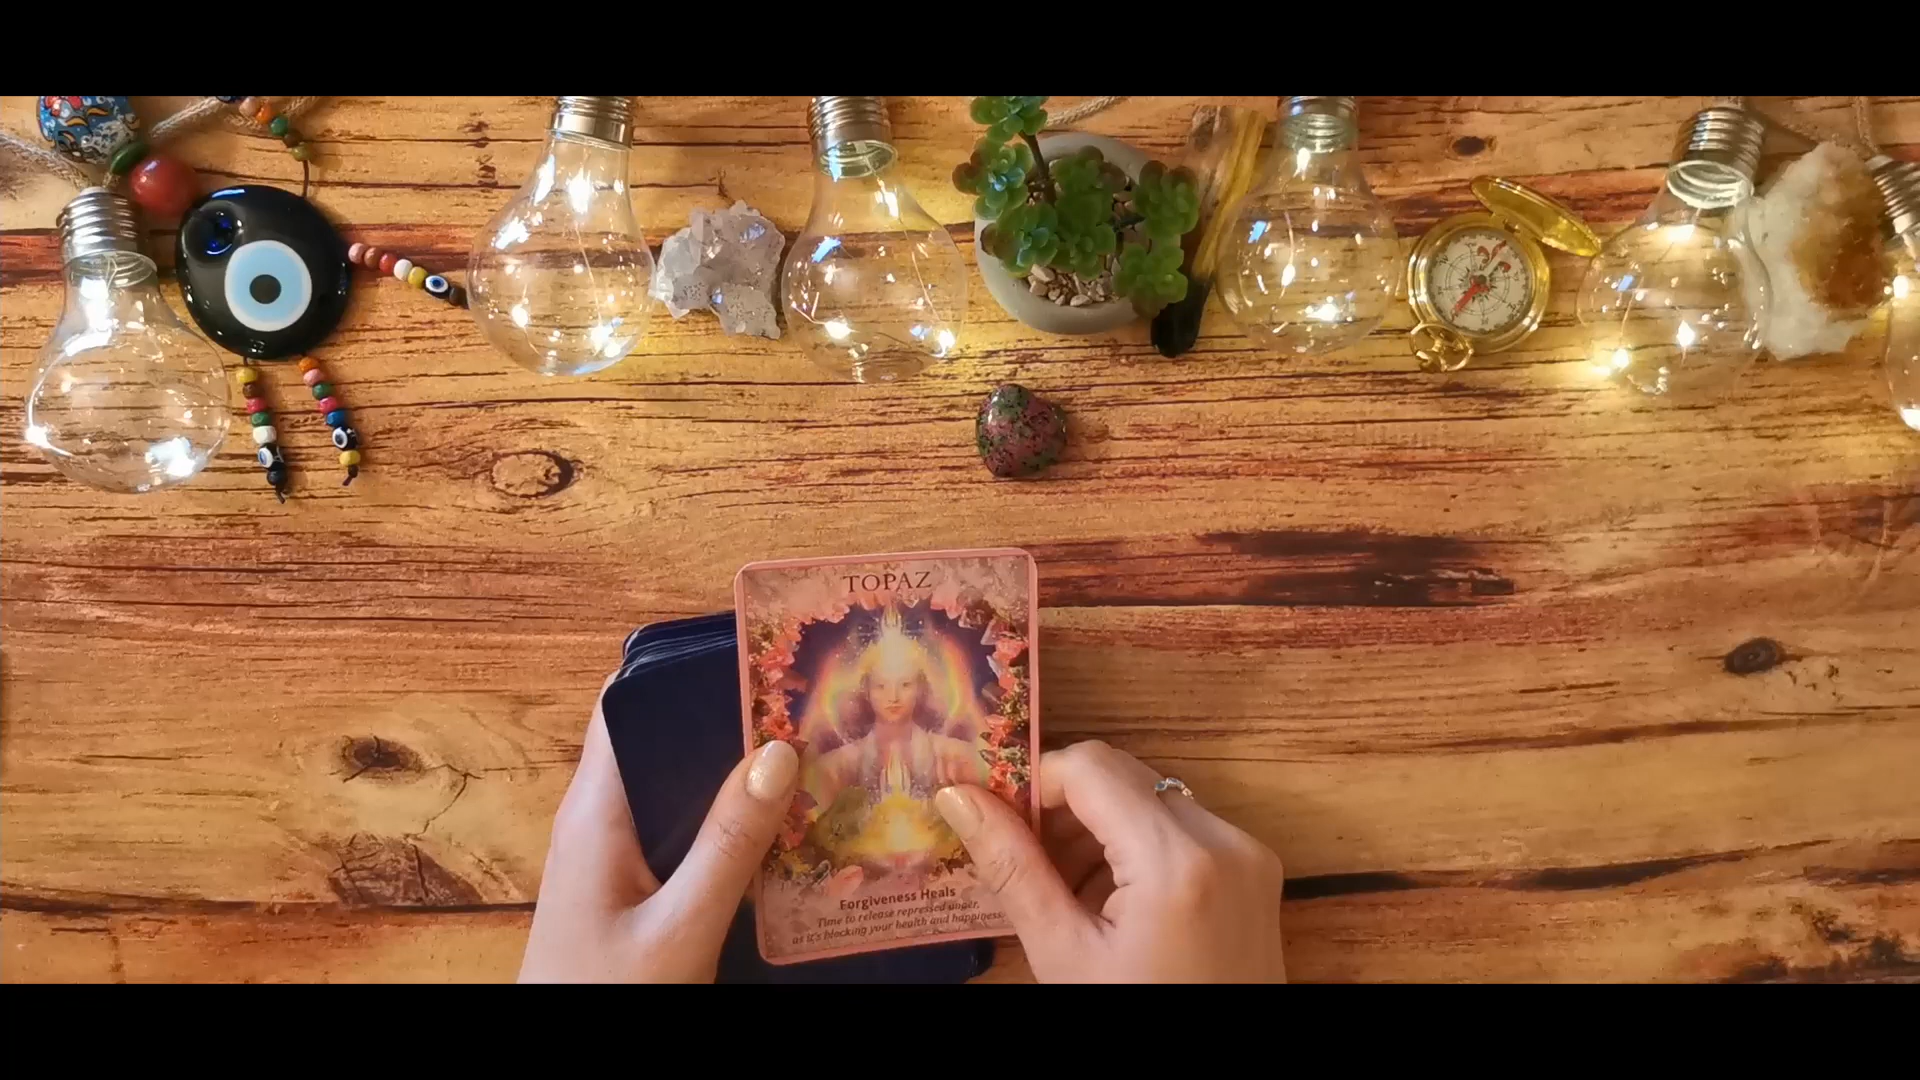 TOPAZ
Forgiveness Heals
Time to release repressed anger,
as it's blocking your health and happiness.